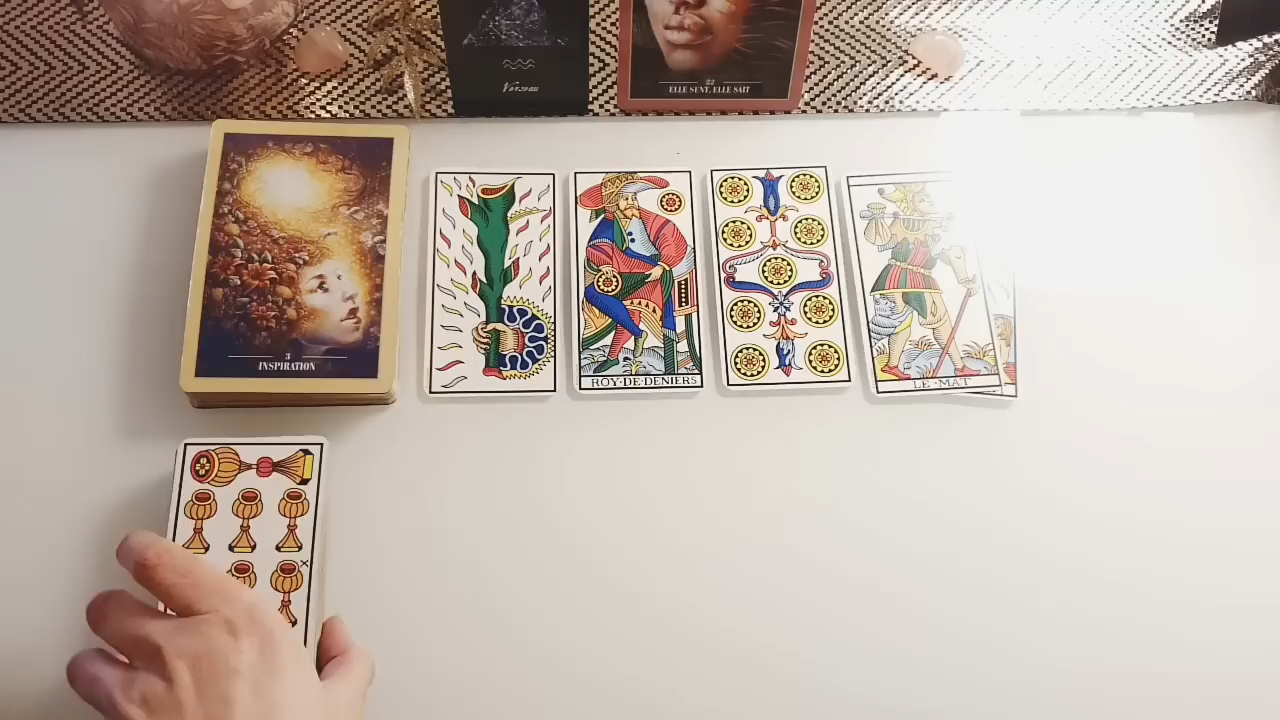 Verseau
22
ELLE SENT, ELLE SAIT
3
INSPIRATION
ROY·DE·DENIERS
LE·MAT
X